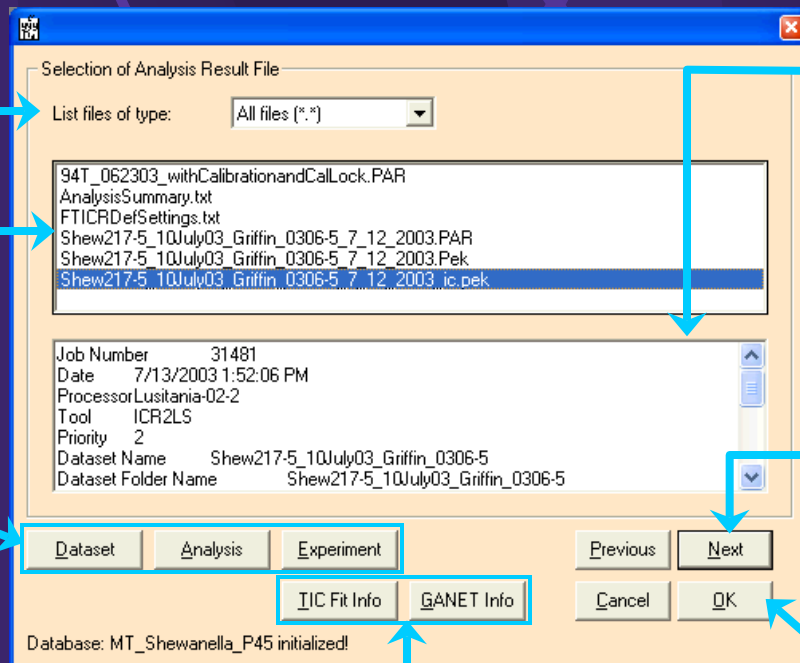 Selection of Analysis Result File
List files of type: All files (*.*)
94T_062303_withCalibrationandCalLock.PAR
AnalysisSummary.txt
FTICRDefSettings.txt
Shew217-5_10July03_Griffin_0306-5_7_12_2003.PAR
Shew217-5_10July03_Griffin_0306-5_7_12_2003.Pek
Shew217-5_10July03_Griffin_0306-5_7_12_2003_ic.pek
Job Number 31481
Date 7/13/2003 1:52:06 PM
Processor Lusitania-02-2
Tool ICR2LS
Priority 2
Dataset Name Shew217-5_10July03_Griffin_0306-5
Dataset Folder Name Shew217-5_10July03_Griffin_0306-5
Dataset Analysis Experiment Previous Next
TIC Fit Info GANET Info Cancel OK
Database: MT_Shewanella_P45 initialized!